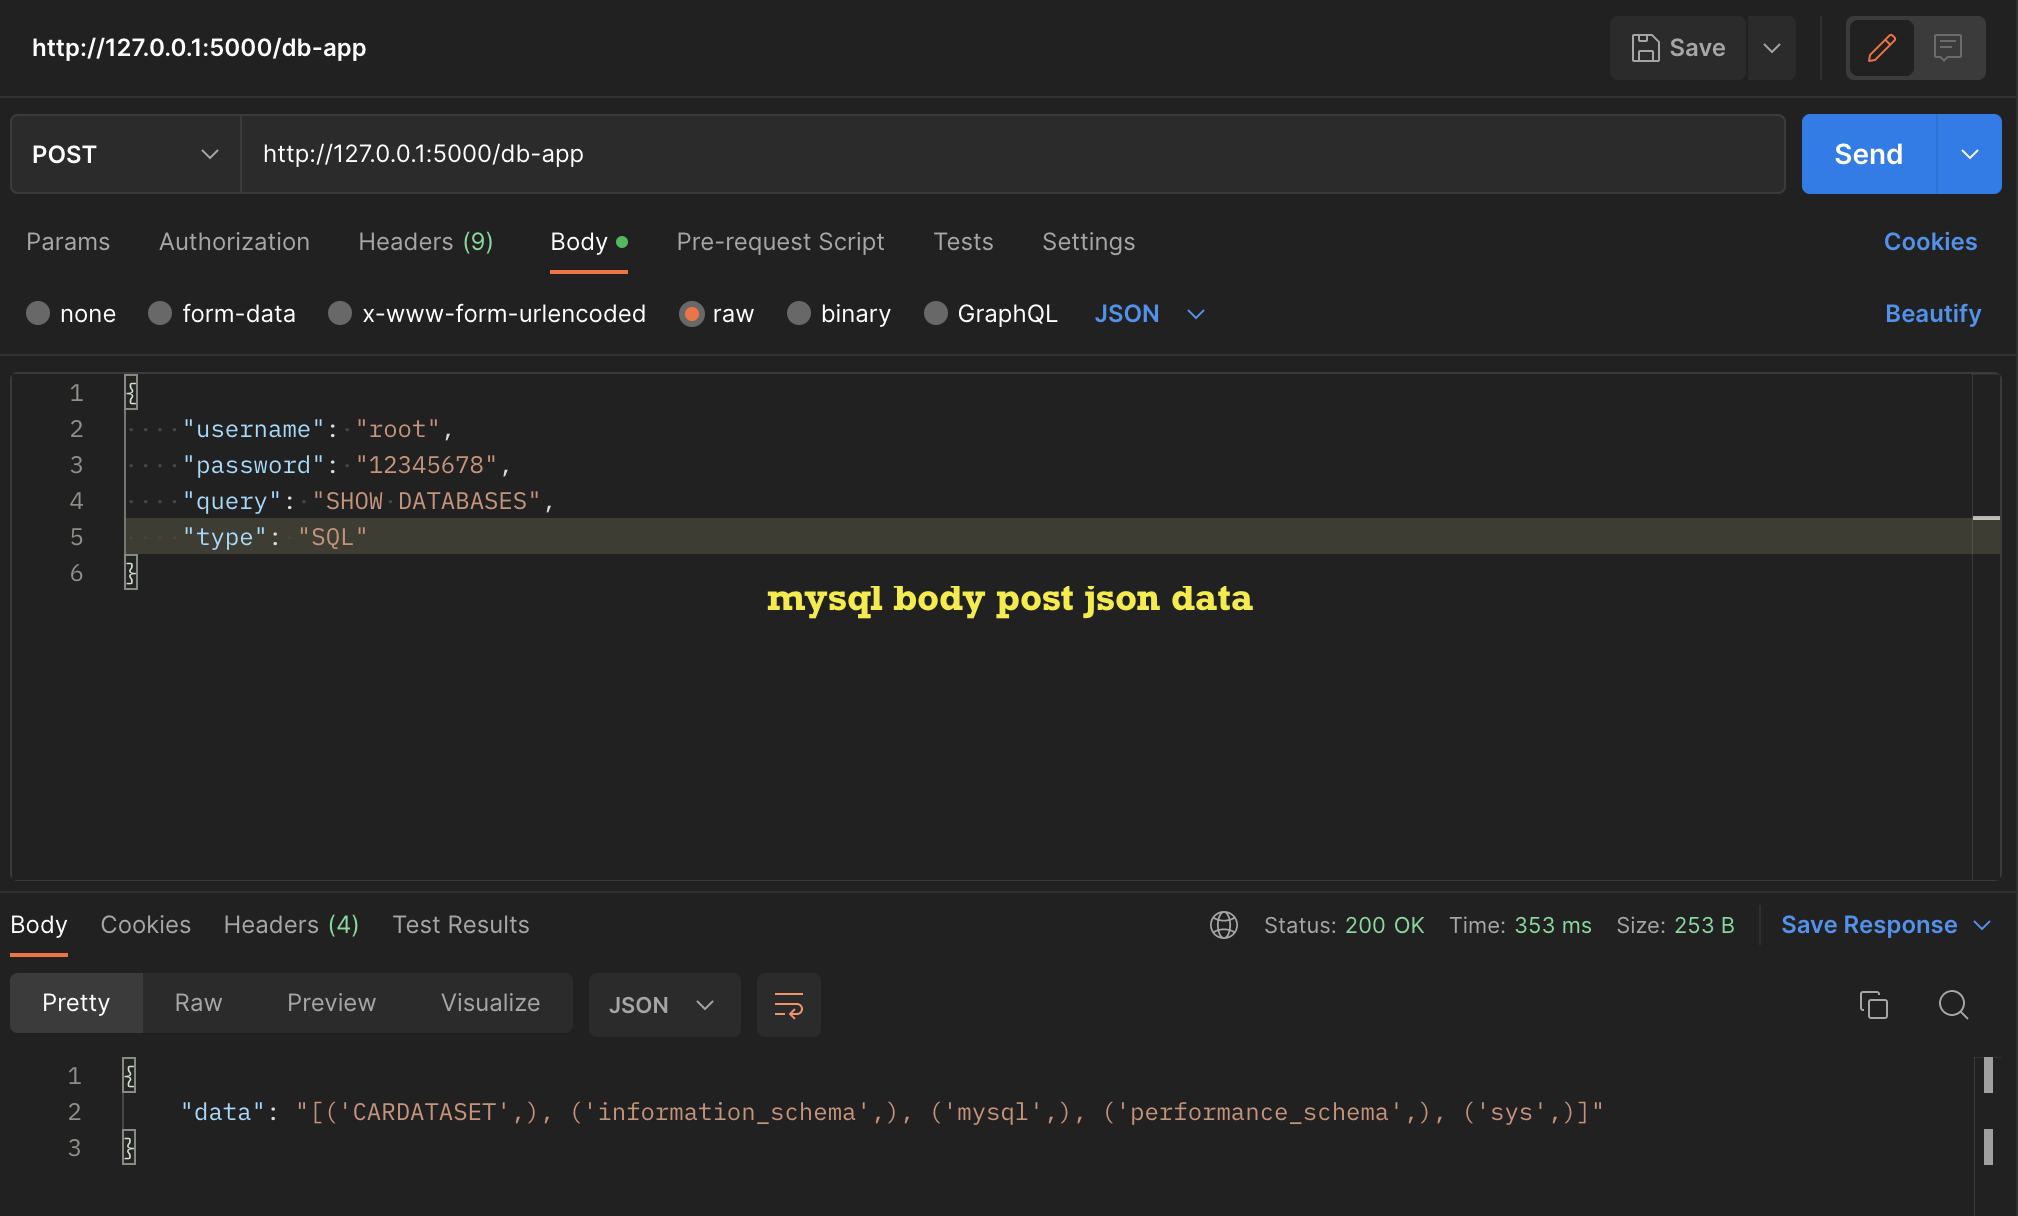 http://127.0.0.1:5000/db-app
Save
POST
http://127.0.0.1:5000/db-app
Send
Params Authorization Headers (9) Body Pre-request Script Tests Settings Cookies
none form-data x-www-form-urlencoded raw binary GraphQL JSON Beautify
1 {
2 "username": "root",
3 "password": "12345678",
4 "query": "SHOW DATABASES",
5 "type": "SQL"
6 }
mysql body post json data
Body Cookies Headers (4) Test Results Status: 200 OK Time: 353 ms Size: 253 B Save Response
Pretty Raw Preview Visualize JSON
1 {
2 "data": "[('CARDATASET',), ('information_schema',), ('mysql',), ('performance_schema',), ('sys',)]"
3 }